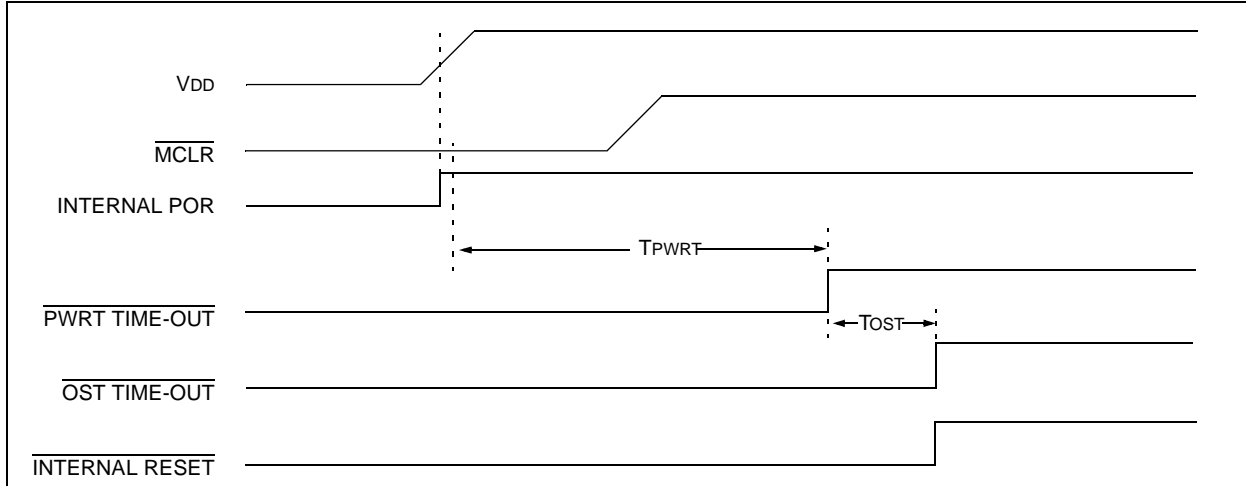 VDD
MCLR
INTERNAL POR
TPWRT
PWRT TIME-OUT
TOST
OST TIME-OUT
INTERNAL RESET